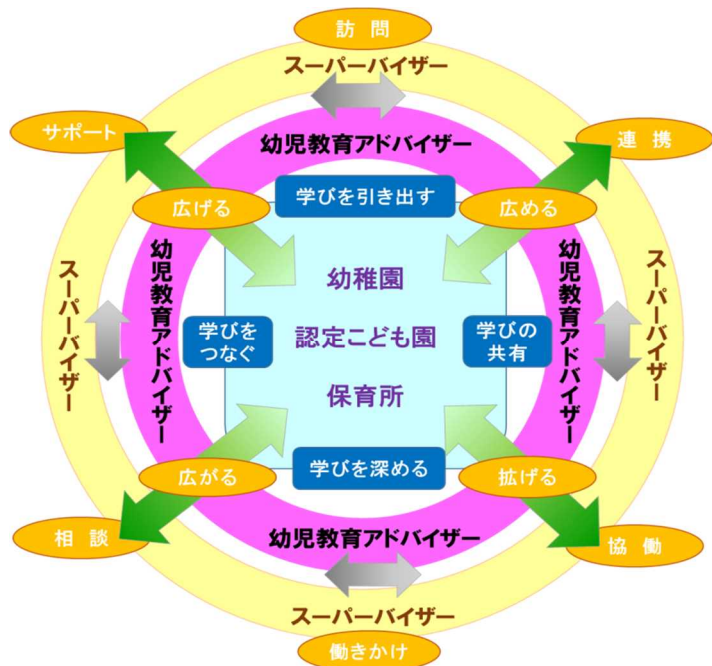 訪 問
スーパーバイザー
サポート
連 携
幼児教育アドバイザー
学びを引き出す
広げる
広める
スーパーバイザー
幼児教育アドバイザー
幼稚園
認定こども園
保育所
学びを
つなぐ
学びの
共有
幼児教育アドバイザー
スーパーバイザー
学びを深める
広がる
拡げる
相 談
幼児教育アドバイザー
協 働
スーパーバイザー
働きかけ